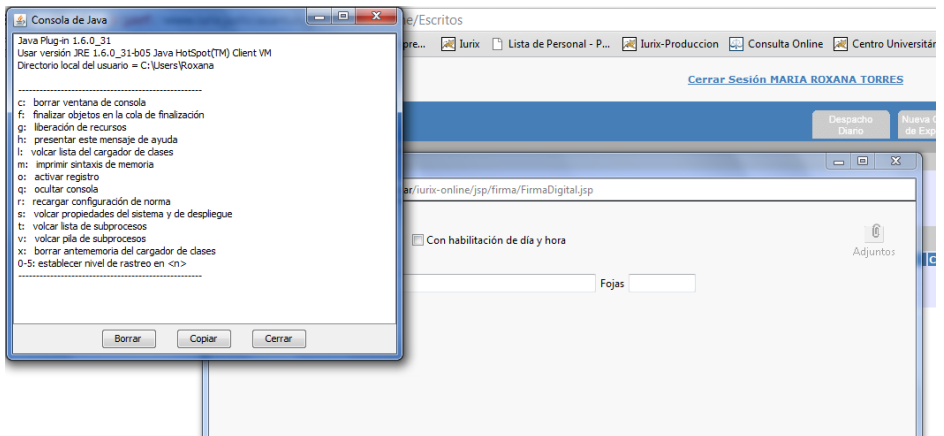 Consola de Java
Java Plug-in 1.6.0_31
Usar versión JRE 1.6.0_31-b05 Java HotSpot(TM) Client VM
Directorio local del usuario = C:\Users\Roxana
----------------------------------------------------
c: borrar ventana de consola
f: finalizar objetos en la cola de finalización
g: liberación de recursos
h: presentar este mensaje de ayuda
l: volcar lista del cargador de clases
m: imprimir sintaxis de memoria
o: activar registro
q: ocultar consola
r: recargar configuración de norma
s: volcar propiedades del sistema y de despliegue
t: volcar lista de subprocesos
v: volcar pila de subprocesos
x: borrar antememoria del cargador de clases
0-5: establecer nivel de rastreo en <n>
----------------------------------------------------
Borrar Copiar Cerrar
ne/Escritos
pre... Iurix Lista de Personal - P... Iurix-Produccion Consulta Online Centro Universitár
Cerrar Sesión MARIA ROXANA TORRES
Despacho Diario
Nueva
de Exp
ar/iurix-online/jsp/firma/FirmaDigital.jsp
Con habilitación de día y hora
Adjuntos
Fojas